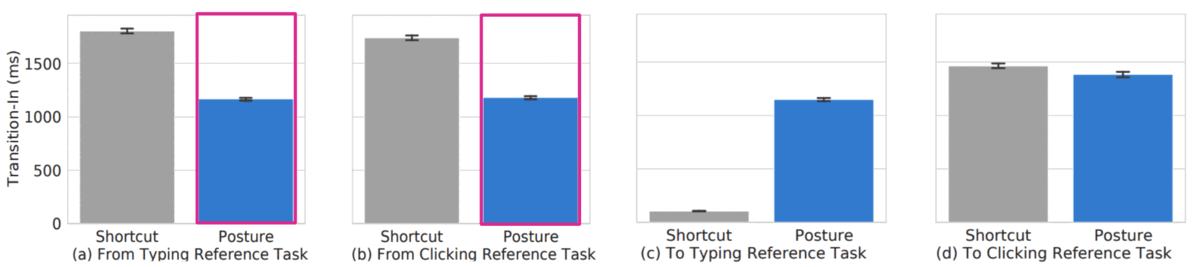 Transition-In (ms)
1500
1000
500
0
Shortcut Posture
(a) From Typing Reference Task
Shortcut Posture
(b) From Clicking Reference Task
Shortcut Posture
(c) To Typing Reference Task
Shortcut Posture
(d) To Clicking Reference Task